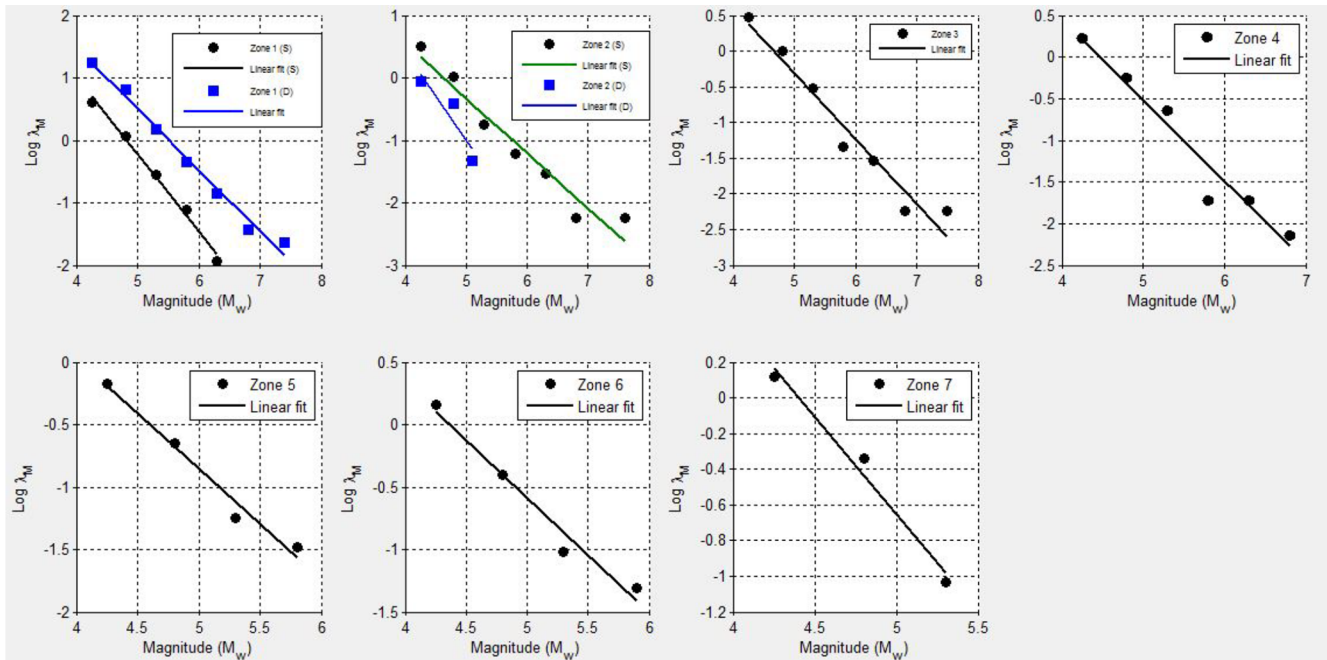 2
1
0
-1
-2
4 5 6 7 8
Log λM
Magnitude (MW)
Zone 1 (S)
Linear fit (S)
Zone 1 (D)
Linear fit
1
0
-1
-2
-3
4 5 6 7 8
Log λM
Magnitude (MW)
Zone 2 (S)
Linear fit (S)
Zone 2 (D)
Linear fit (D)
0.5
0
-0.5
-1
-1.5
-2
-2.5
-3
4 5 6 7 8
Log λM
Magnitude (MW)
Zone 3
Linear fit
0.5
0
-0.5
-1
-1.5
-2
-2.5
4 5 6 7
Log λM
Magnitude (MW)
Zone 4
Linear fit
0
-0.5
-1
-1.5
-2
4 4.5 5 5.5 6
Log λM
Magnitude (MW)
Zone 5
Linear fit
0.5
0
-0.5
-1
-1.5
4 4.5 5 5.5 6
Log λM
Magnitude (MW)
Zone 6
Linear fit
0.2
0
-0.2
-0.4
-0.6
-0.8
-1
-1.2
4 4.5 5 5.5
Log λM
Magnitude (MW)
Zone 7
Linear fit